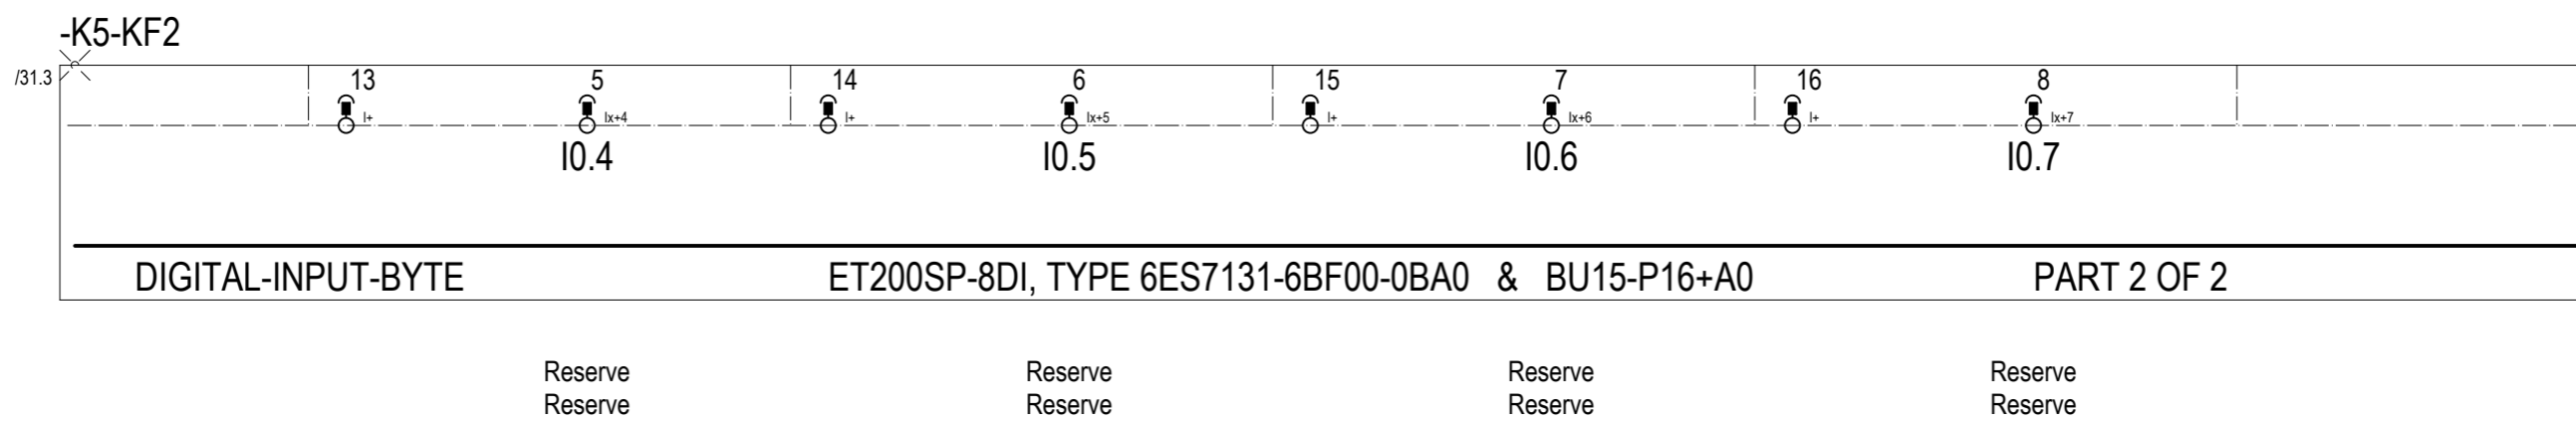 -K5-KF2
/31.3
13 5 14 6 15 7 16 8
I+ Ix+4 I+ Ix+5 I+ Ix+6 I+ Ix+7
I0.4 I0.5 I0.6 I0.7
DIGITAL-INPUT-BYTE ET200SP-8DI, TYPE 6ES7131-6BF00-0BA0 & BU15-P16+A0 PART 2 OF 2
Reserve Reserve Reserve Reserve
Reserve Reserve Reserve Reserve